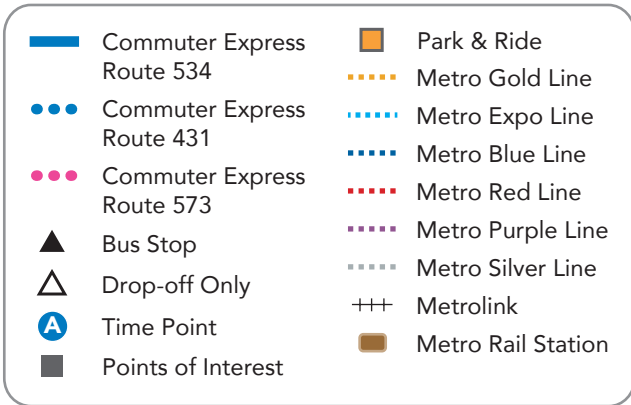 Commuter Express
Route 534
Commuter Express
Route 431
Commuter Express
Route 573
Bus Stop
Drop-off Only
A
Time Point
Points of Interest
Park & Ride
Metro Gold Line
Metro Expo Line
Metro Blue Line
Metro Red Line
Metro Purple Line
Metro Silver Line
Metrolink
Metro Rail Station